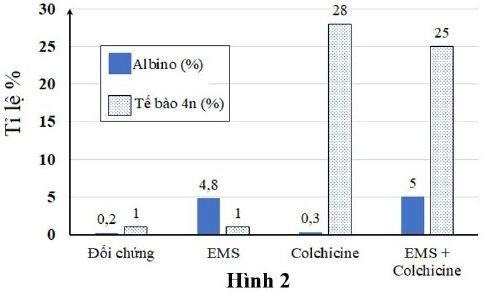 Tỉ lệ %
30
25
20
15
10
5
0
Albino (%)
Tế bào 4n (%)
0,2
1
4,8
1
0,3
28
5
25
Đối chứng
EMS
Colchicine
EMS +
Colchicine
Hình 2